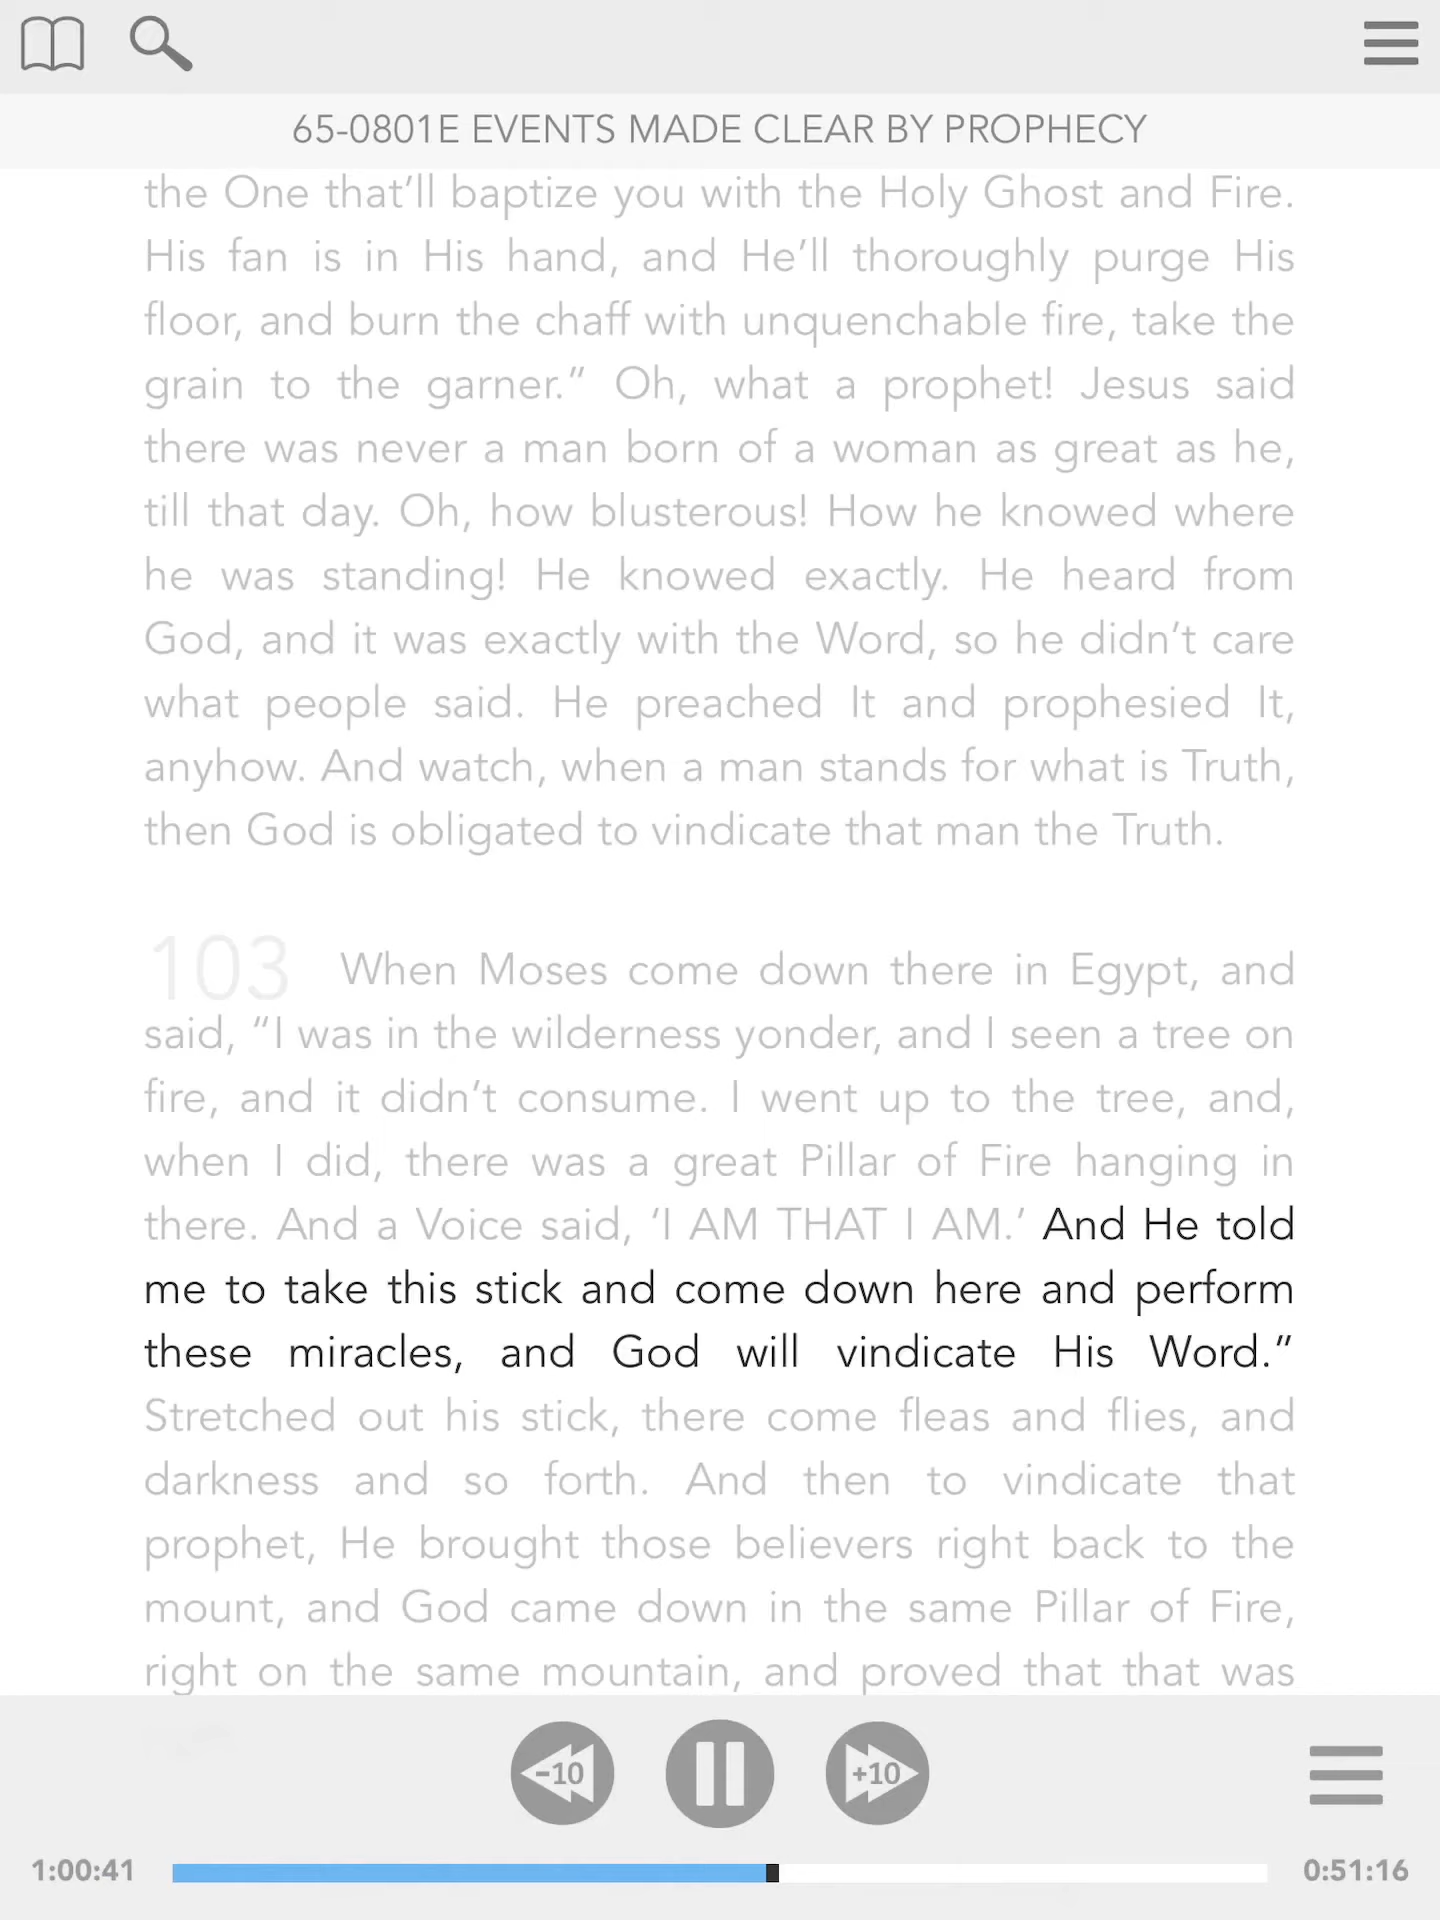 65-0801E EVENTS MADE CLEAR BY PROPHECY
the One that’ll baptize you with the Holy Ghost and Fire.
His fan is in His hand, and He’ll thoroughly purge His
floor, and burn the chaff with unquenchable fire, take the
grain to the garner.” Oh, what a prophet! Jesus said
there was never a man born of a woman as great as he,
till that day. Oh, how blusterous! How he knowed where
he was standing! He knowed exactly. He heard from
God, and it was exactly with the Word, so he didn’t care
what people said. He preached It and prophesied It,
anyhow. And watch, when a man stands for what is Truth,
then God is obligated to vindicate that man the Truth.
103 When Moses come down there in Egypt, and
said, “I was in the wilderness yonder, and I seen a tree on
fire, and it didn’t consume. I went up to the tree, and,
when I did, there was a great Pillar of Fire hanging in
there. And a Voice said, ‘I AM THAT I AM.’ And He told
me to take this stick and come down here and perform
these miracles, and God will vindicate His Word.”
Stretched out his stick, there come fleas and flies, and
darkness and so forth. And then to vindicate that
prophet, He brought those believers right back to the
mount, and God came down in the same Pillar of Fire,
right on the same mountain, and proved that that was
-10 +10
1:00:41 0:51:16